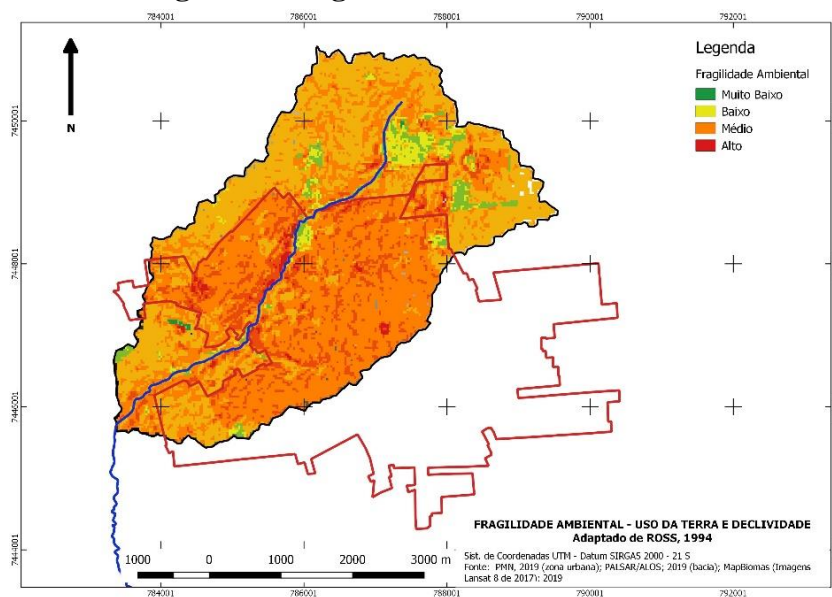 784001 786001 788001 790001 792001
Legenda
Fragilidade Ambiental
Muito Baixo
Baixo
Médio
Alto
N
7450001
7448001
7446001
7444001
FRAGILIDADE AMBIENTAL - USO DA TERRA E DECLIVIDADE
Adaptado de ROSS, 1994
Sist. de Coordenadas UTM - Datum SIRGAS 2000 - 21 S
Fonte: PMN, 2019 (zona urbana); PALSAR/ALOS; 2019 (bacia); MapBiomas (Imagens
Lansat 8 de 2017): 2019
1000 0 1000 2000 3000 m
784001 786001 788001 790001 792001